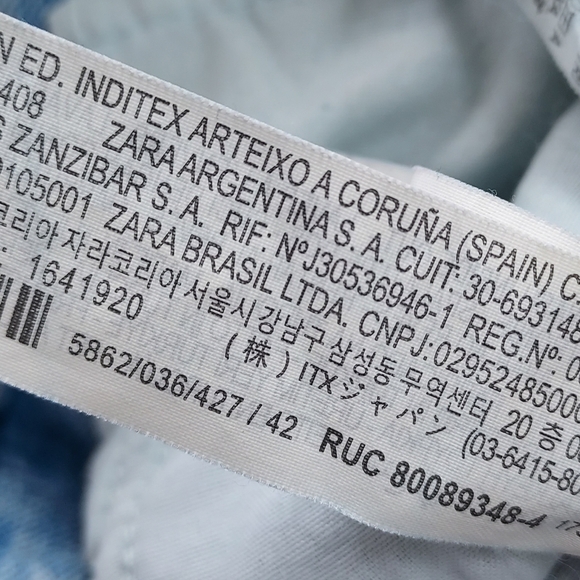 N ED. INDITEX ARTEIXO A CORUÑA (SPAIN) C.
408 ZARA ARGENTINA S. A. CUIT: 30-69314
ZANZIBAR S. A. RIF: NºJ30536946-1 REG.Nº: 0
9105001 ZARA BRASIL LTDA. CNPJ: 02952485000
코리아 자라코리아 서울시 강남구 삼성동 무역센터 20 층 0
1641920 (株) ITXジャパン (03-6415-80
5862/036/427 / 42 RUC 80089348-4